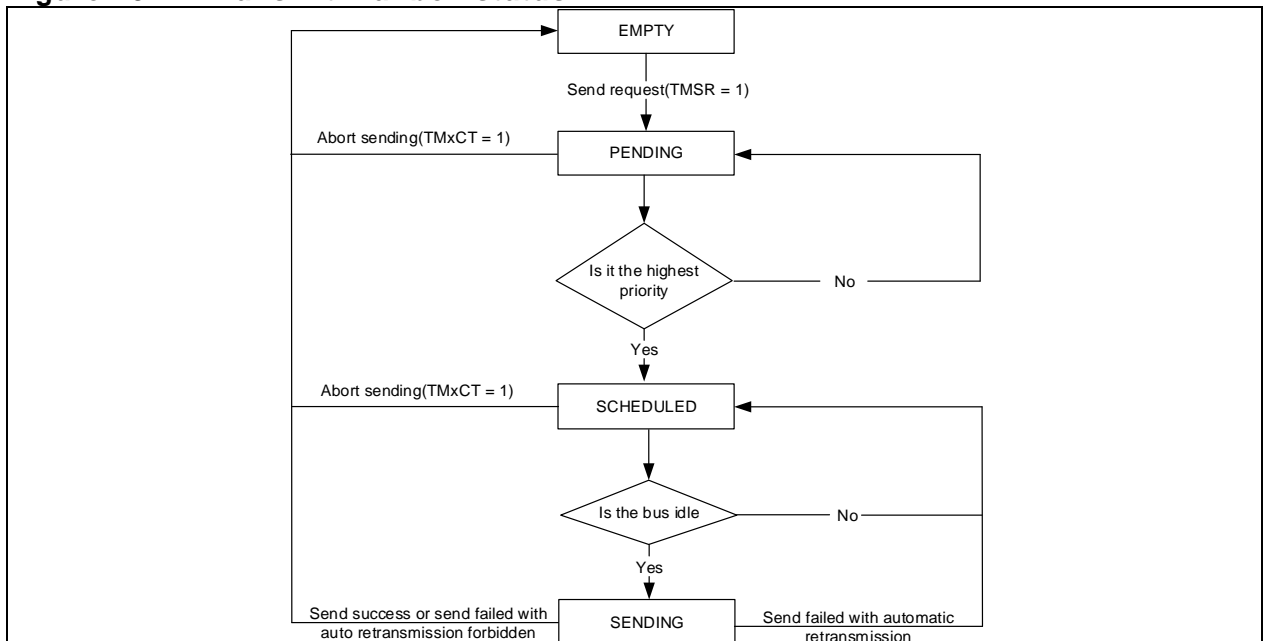 EMPTY
Send request(TMSR = 1)
Abort sending(TMxCT = 1)
PENDING
Is it the highest
priority
No
Yes
Abort sending(TMxCT = 1)
SCHEDULED
Is the bus idle
No
Yes
Send success or send failed with
auto retransmission forbidden
SENDING
Send failed with automatic
retransmission